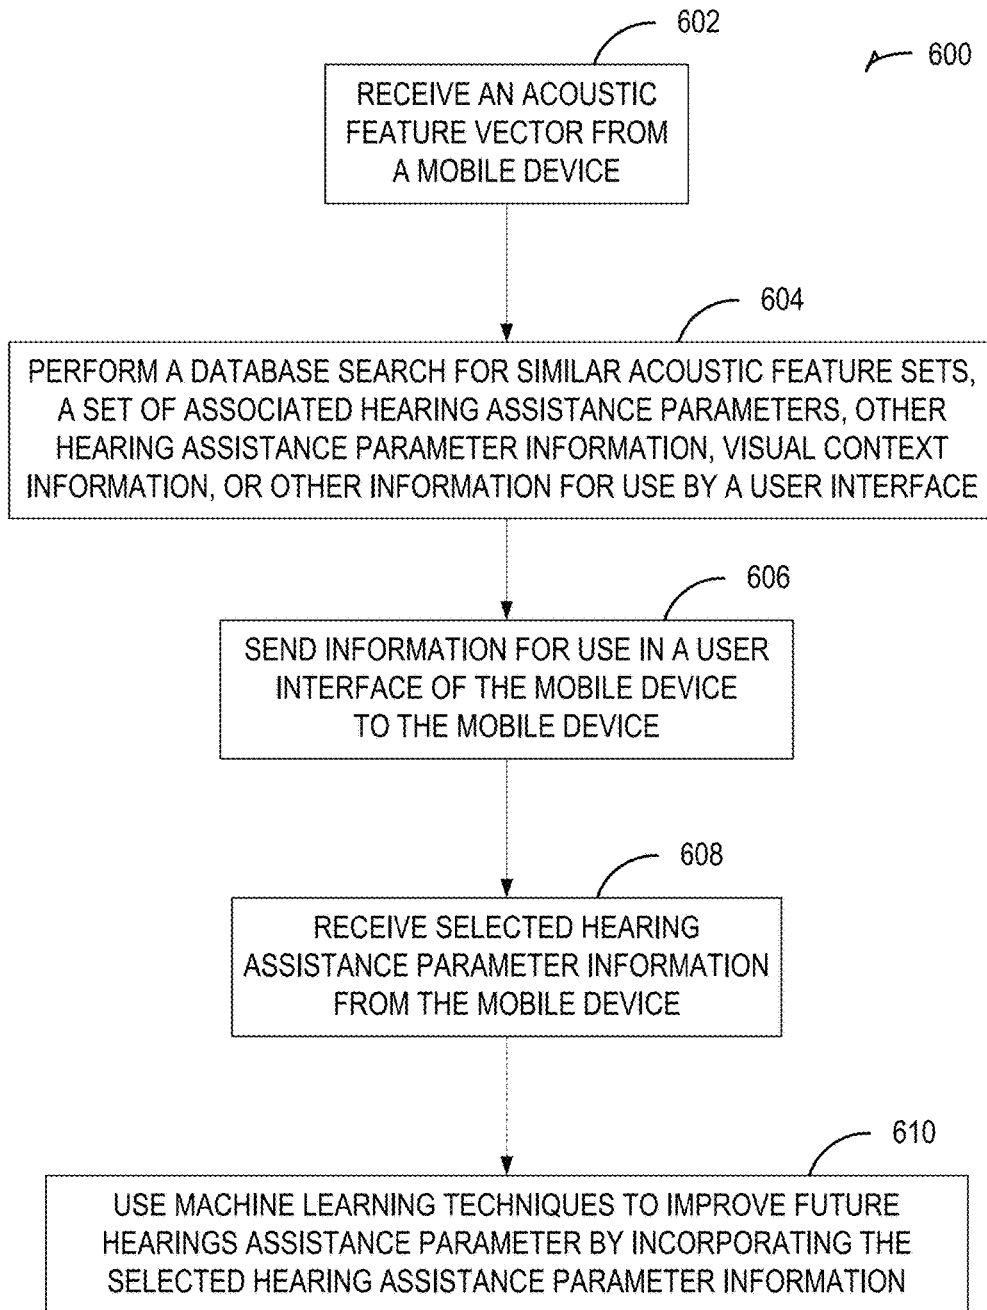 602
600
RECEIVE AN ACOUSTIC
FEATURE VECTOR FROM
A MOBILE DEVICE
604
PERFORM A DATABASE SEARCH FOR SIMILAR ACOUSTIC FEATURE SETS,
A SET OF ASSOCIATED HEARING ASSISTANCE PARAMETERS, OTHER
HEARING ASSISTANCE PARAMETER INFORMATION, VISUAL CONTEXT
INFORMATION, OR OTHER INFORMATION FOR USE BY A USER INTERFACE
606
SEND INFORMATION FOR USE IN A USER
INTERFACE OF THE MOBILE DEVICE
TO THE MOBILE DEVICE
608
RECEIVE SELECTED HEARING
ASSISTANCE PARAMETER INFORMATION
FROM THE MOBILE DEVICE
610
USE MACHINE LEARNING TECHNIQUES TO IMPROVE FUTURE
HEARINGS ASSISTANCE PARAMETER BY INCORPORATING THE
SELECTED HEARING ASSISTANCE PARAMETER INFORMATION